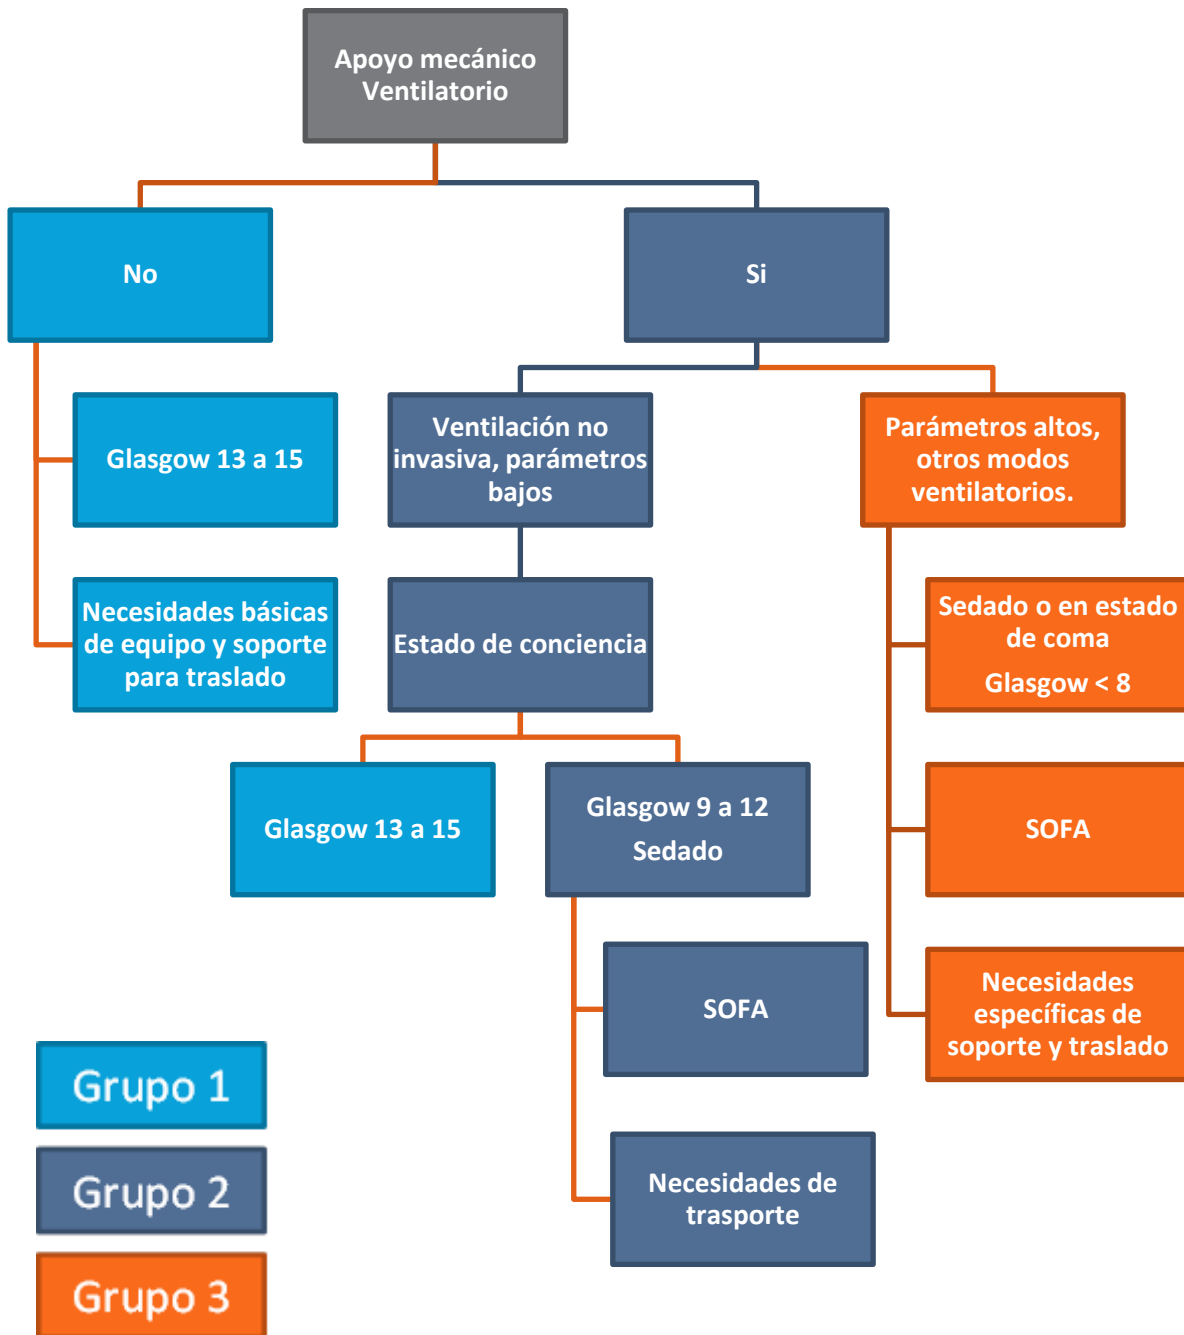 Apoyo mecánico
Ventilatorio
No
Si
Glasgow 13 a 15
Necesidades básicas
de equipo y soporte
para traslado
Ventilación no
invasiva, parámetros
bajos
Estado de conciencia
Glasgow 13 a 15
Glasgow 9 a 12
Sedado
SOFA
Necesidades de
trasporte
Parámetros altos,
otros modos
ventilatorios.
Sedado o en estado
de coma
Glasgow < 8
SOFA
Necesidades
específicas de
soporte y traslado
Grupo 1
Grupo 2
Grupo 3